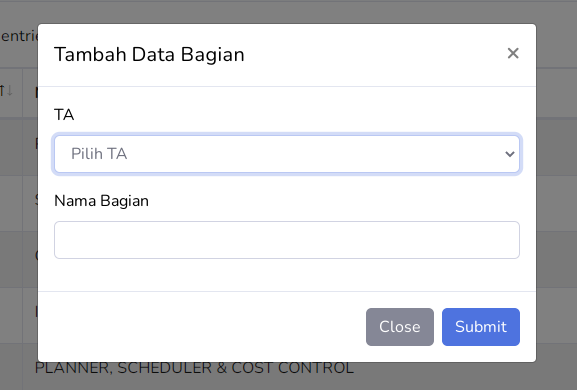 entrie
Tambah Data Bagian ×
TA
Pilih TA
Nama Bagian
Close Submit
PLANNER, SCHEDULER & COST CONTROL